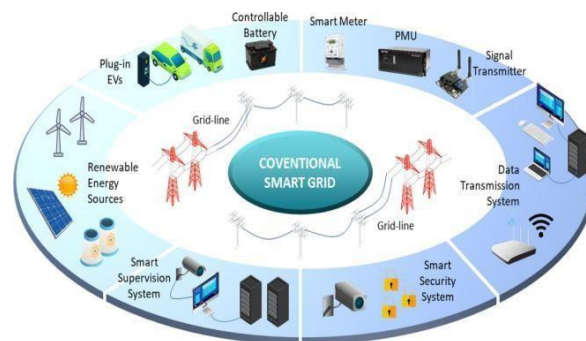 Controllable
Battery
Smart Meter
PMU
Signal
Transmitter
Plug-in
EVs
Grid-line
COVENTIONAL
SMART GRID
Renewable
Energy
Sources
Data
Transmission
System
Grid-line
Smart
Supervision
System
Smart
Security
System